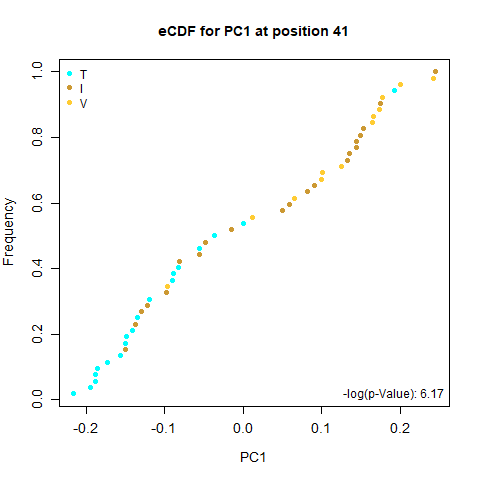 eCDF for PC1 at position 41
T
I
V
Frequency
0.0
0.2
0.4
0.6
0.8
1.0
-log(p-Value): 6.17
-0.2
-0.1
0.0
0.1
0.2
PC1